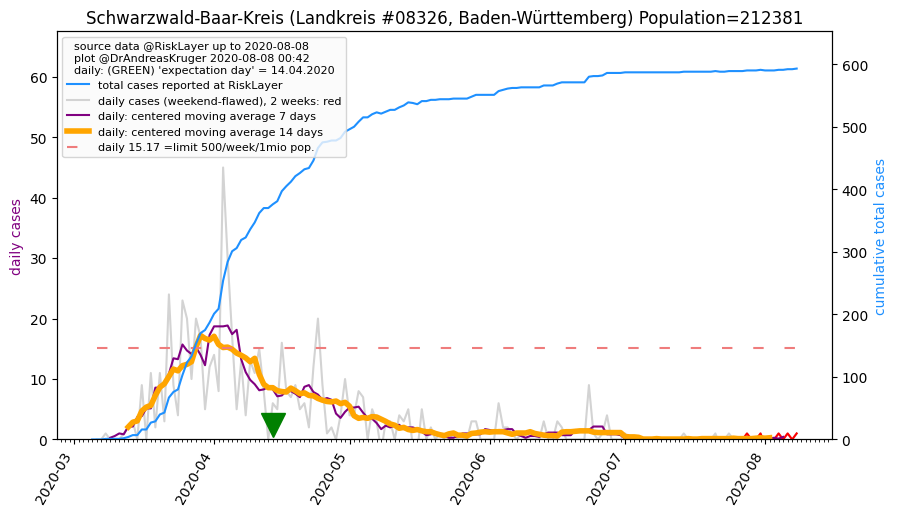 Schwarzwald-Baar-Kreis (Landkreis #08326, Baden-Württemberg) Population=212381
source data @RiskLayer up to 2020-08-08
plot @DrAndreasKruger 2020-08-08 00:42
daily: (GREEN) 'expectation day' = 14.04.2020
total cases reported at RiskLayer
daily cases (weekend-flawed), 2 weeks: red
daily: centered moving average 7 days
daily: centered moving average 14 days
daily 15.17 =limit 500/week/1mio pop.
daily cases
60
50
40
30
20
10
0
cumulative total cases
600
500
400
300
200
100
0
2020-03
2020-04
2020-05
2020-06
2020-07
2020-08